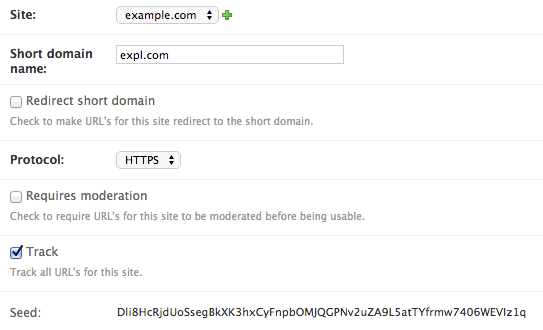 Site: example.com
Short domain name: expl.com
Redirect short domain
Check to make URL's for this site redirect to the short domain.
Protocol: HTTPS
Requires moderation
Check to require URL's for this site to be moderated before being usable.
Track
Track all URL's for this site.
Seed: Dli8HcRjdUoSsegBkXK3hxCyFnpbOMJQGPNv2uZA9L5atTYfrmw7406WEVIz1q